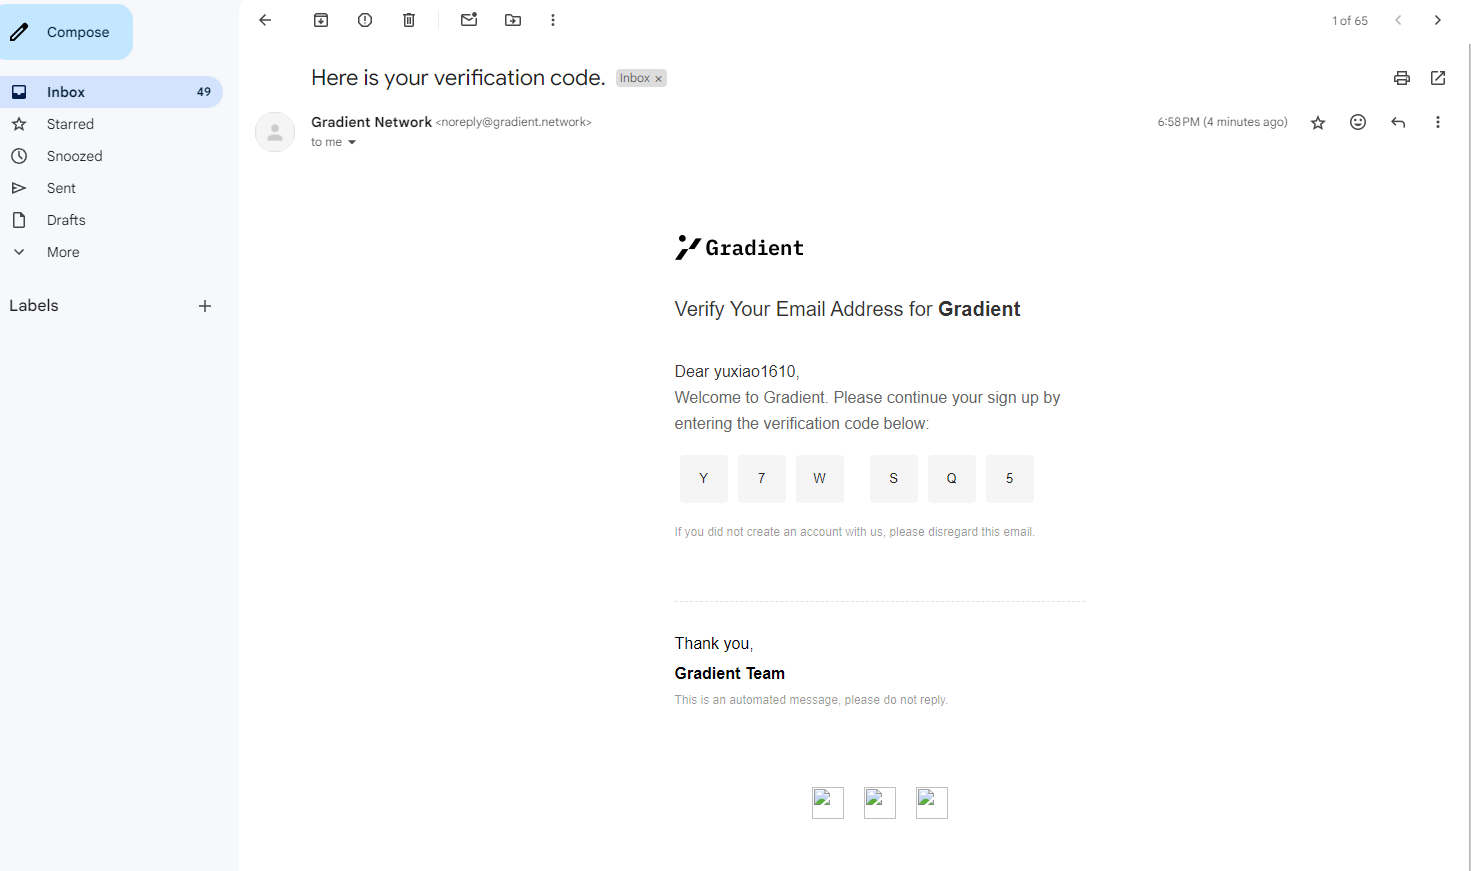 Compose
1 of 65
Here is your verification code. Inbox x
Inbox 49
Gradient Network <noreply@gradient.network> 6:58 PM (4 minutes ago)
to me
Starred
Snoozed
Sent
Drafts
More
Labels
Gradient
Verify Your Email Address for Gradient
Dear yuxiao1610,
Welcome to Gradient. Please continue your sign up by
entering the verification code below:
Y 7 W S Q 5
If you did not create an account with us, please disregard this email.
Thank you,
Gradient Team
This is an automated message, please do not reply.